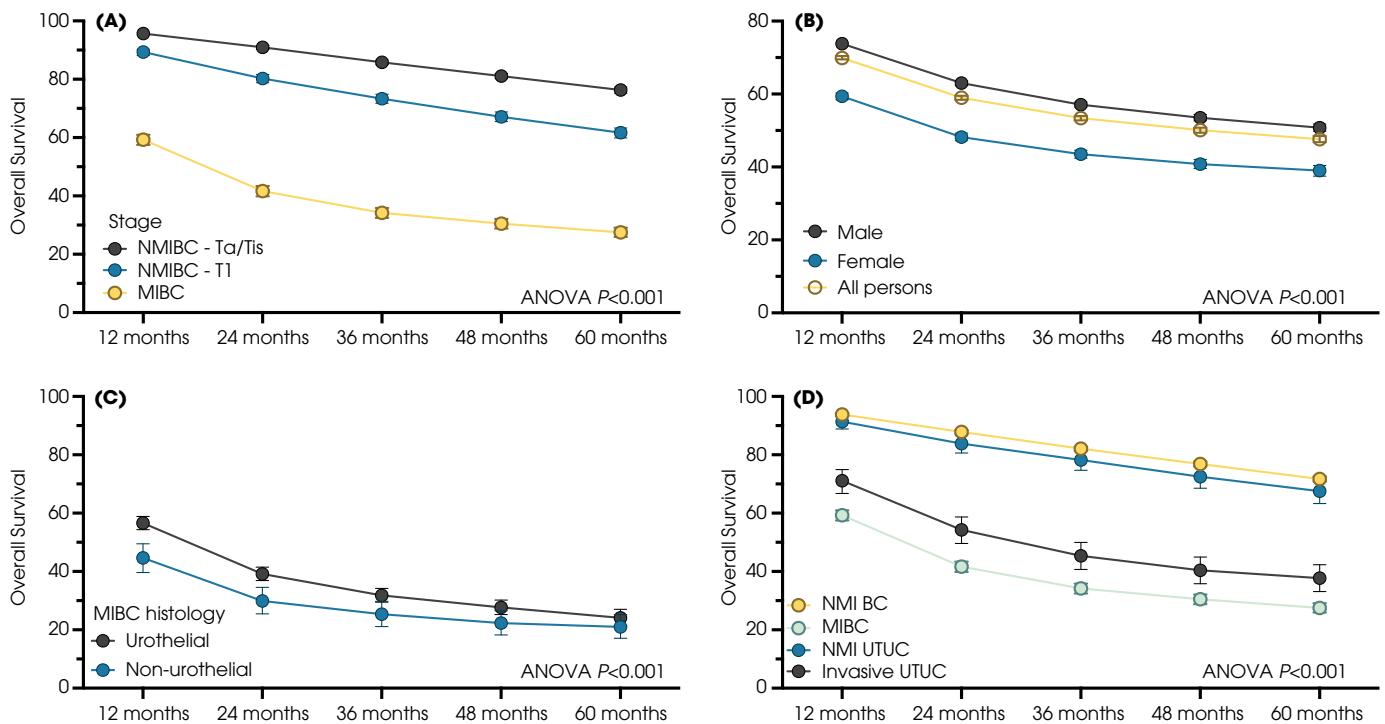 (A)
Overall Survival
100
80
60
40
20
0
Stage
NMIBC - Ta/Tis
NMIBC - T1
MIBC
ANOVA P<0.001
12 months 24 months 36 months 48 months 60 months
(B)
Overall Survival
80
60
40
20
0
Male
Female
All persons
ANOVA P<0.001
12 months 24 months 36 months 48 months 60 months
(C)
Overall Survival
100
80
60
40
20
0
MIBC histology
Urothelial
Non-urothelial
ANOVA P<0.001
12 months 24 months 36 months 48 months 60 months
(D)
Overall Survival
100
80
60
40
20
0
NMI BC
MIBC
NMI UTUC
Invasive UTUC
ANOVA P<0.001
12 months 24 months 36 months 48 months 60 months